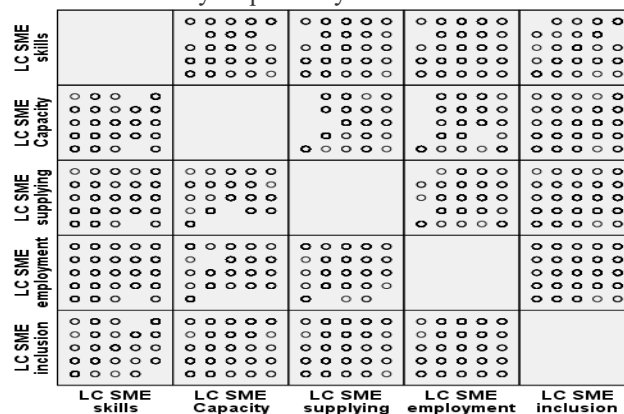 LC SME
skills
LC SME
Capacity
LC SME
supplying
LC SME
employment
LC SME
inclusion
LC SME LC SME LC SME LC SME LC SME
skills Capacity supplying employment inclusion